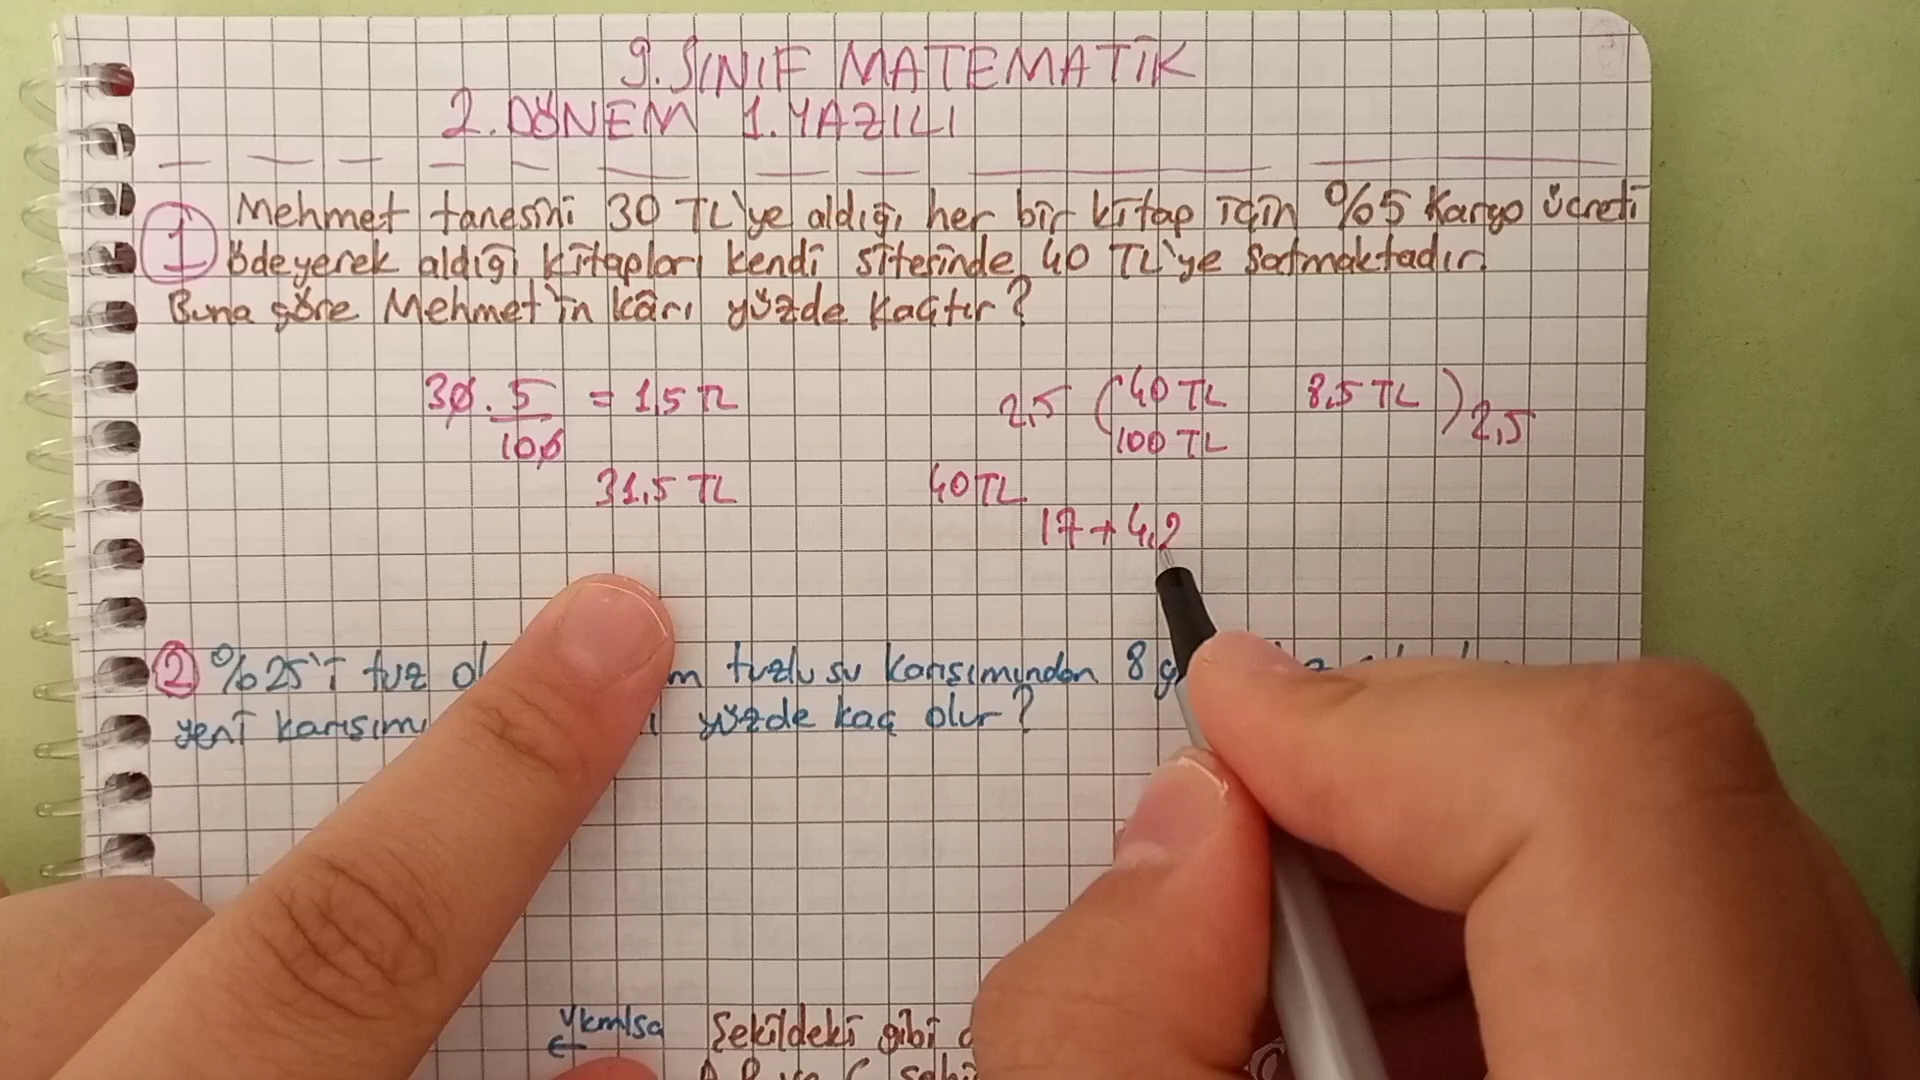 9. SINIF MATEMATİK
2. DÖNEM 1. YAZILI
1 Mehmet tanesini 30 TL'ye aldığı her bir kitap için %5 Kargo ücreti
ödeyerek aldığı kitapları kendi sitesinde 40 TL'ye Satmaktadır.
Buna göre Mehmet'in kârı yüzde kaçtır?
30 . 5/100 = 1,5 TL
2,5 ( 40 TL 8,5 TL ) 2,5
100 TL
31,5 TL 40 TL
17 + 4,2
2 %25'i tuz tuzlu su karışımından 8
yeni yüzde kaç olur?
Vkm/sa Şekildeki gibi